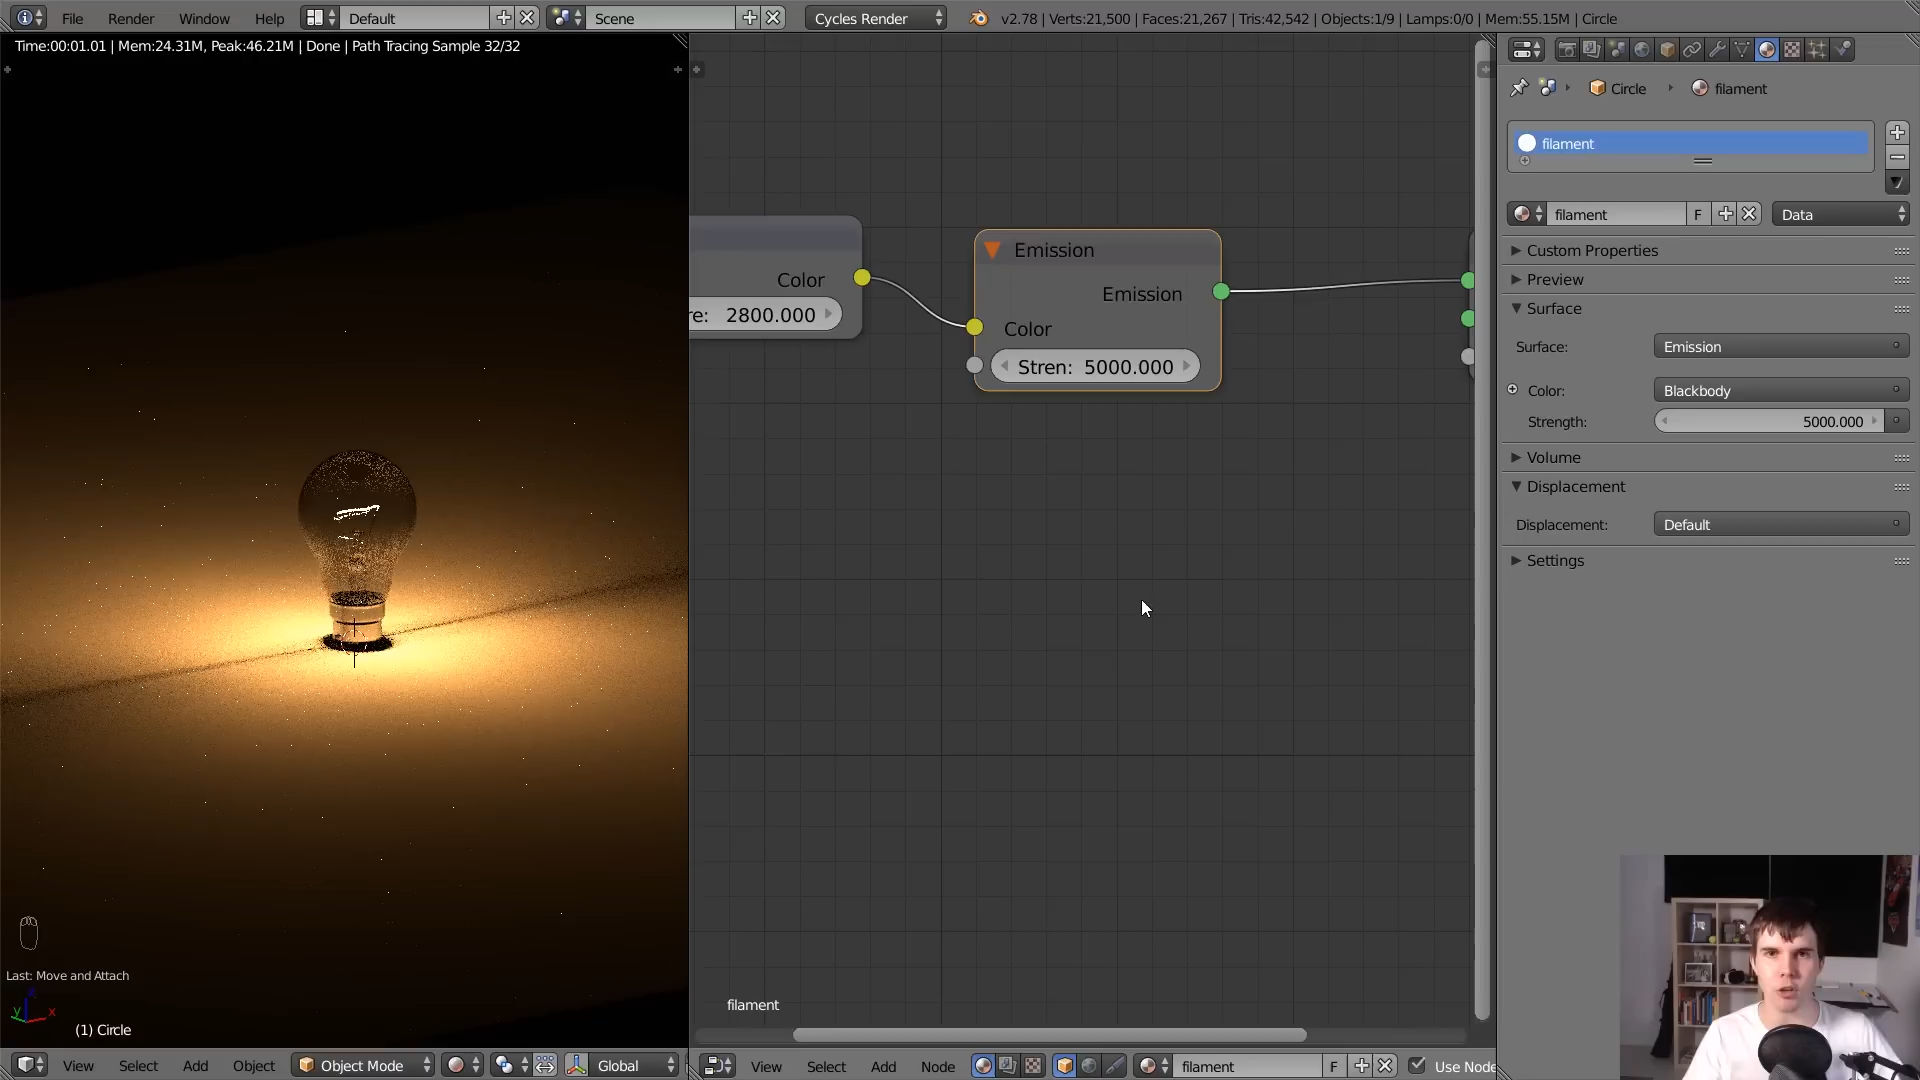 File Render Window Help Default Scene Cycles Render v2.78 | Verts:21,500 | Faces:21,267 | Tris:42,542 | Objects:1/9 | Lamps:0/0 | Mem:55.15M | Circle
Time:00:01.01 | Mem:24.31M, Peak:46.21M | Done | Path Tracing Sample 32/32
Circle filament
filament
filament F Data
Custom Properties
Preview
Surface
Surface: Emission
Color: Blackbody
Strength: 5000.000
Volume
Displacement
Displacement: Default
Settings
Color
re: 2800.000
Emission
Emission
Color
Stren: 5000.000
filament
Last: Move and Attach
z
y x
(1) Circle
View Select Add Object Object Mode Global
View Select Add Node filament F Use Node